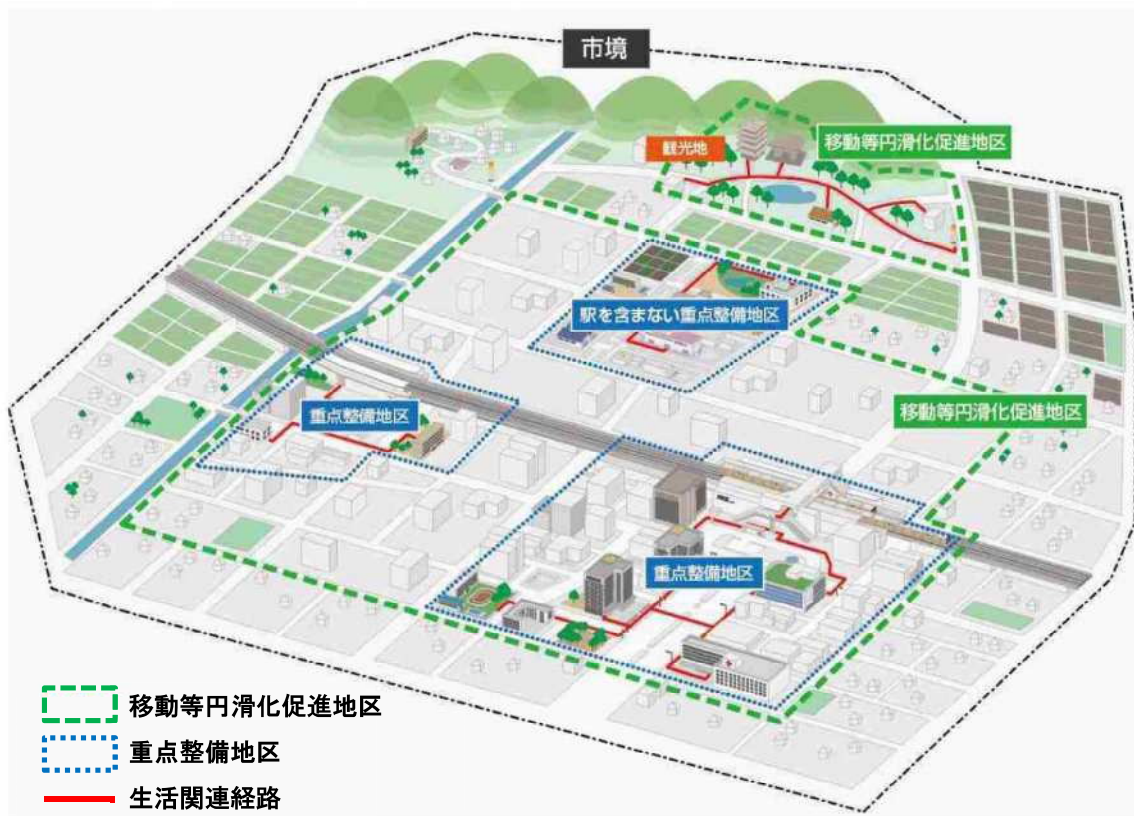 市境
観光地
移動等円滑化促進地区
駅を含まない重点整備地区
移動等円滑化促進地区
重点整備地区
重点整備地区
移動等円滑化促進地区
重点整備地区
生活関連経路